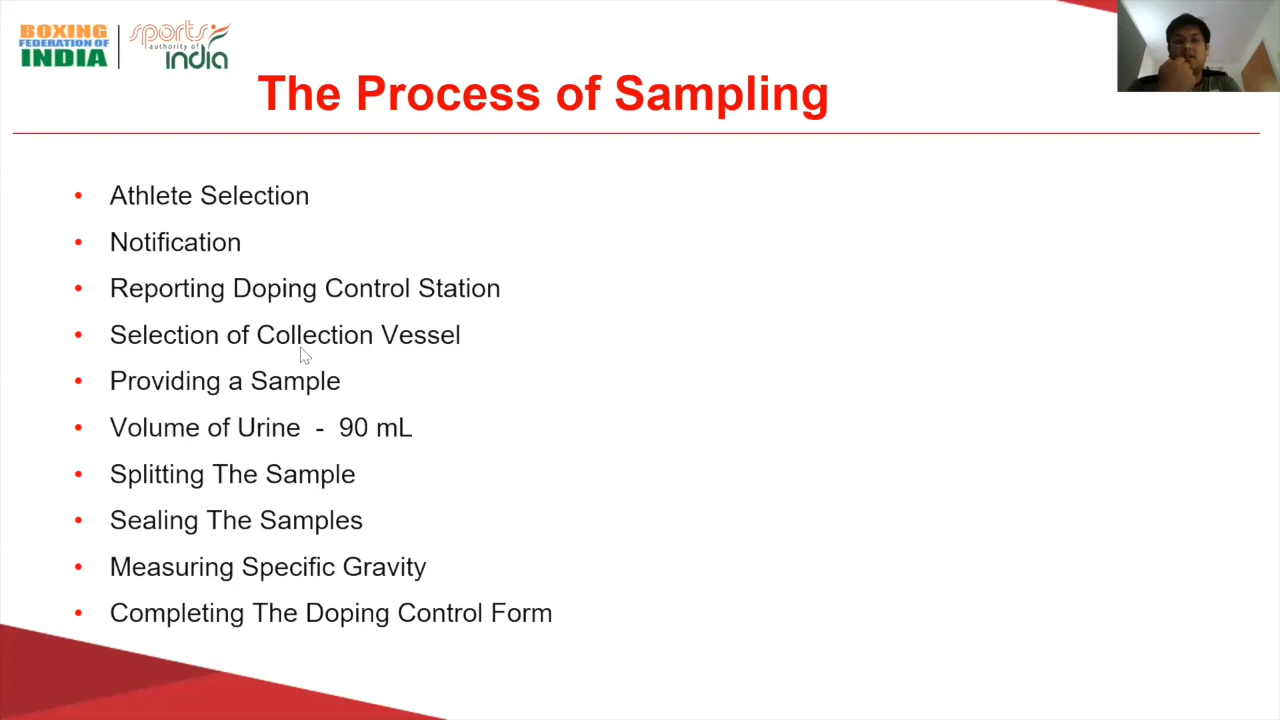 BOXING
FEDERATION OF
INDIA
sports
authority of
india
The Process of Sampling
• Athlete Selection
• Notification
• Reporting Doping Control Station
• Selection of Collection Vessel
• Providing a Sample
• Volume of Urine - 90 mL
• Splitting The Sample
• Sealing The Samples
• Measuring Specific Gravity
• Completing The Doping Control Form